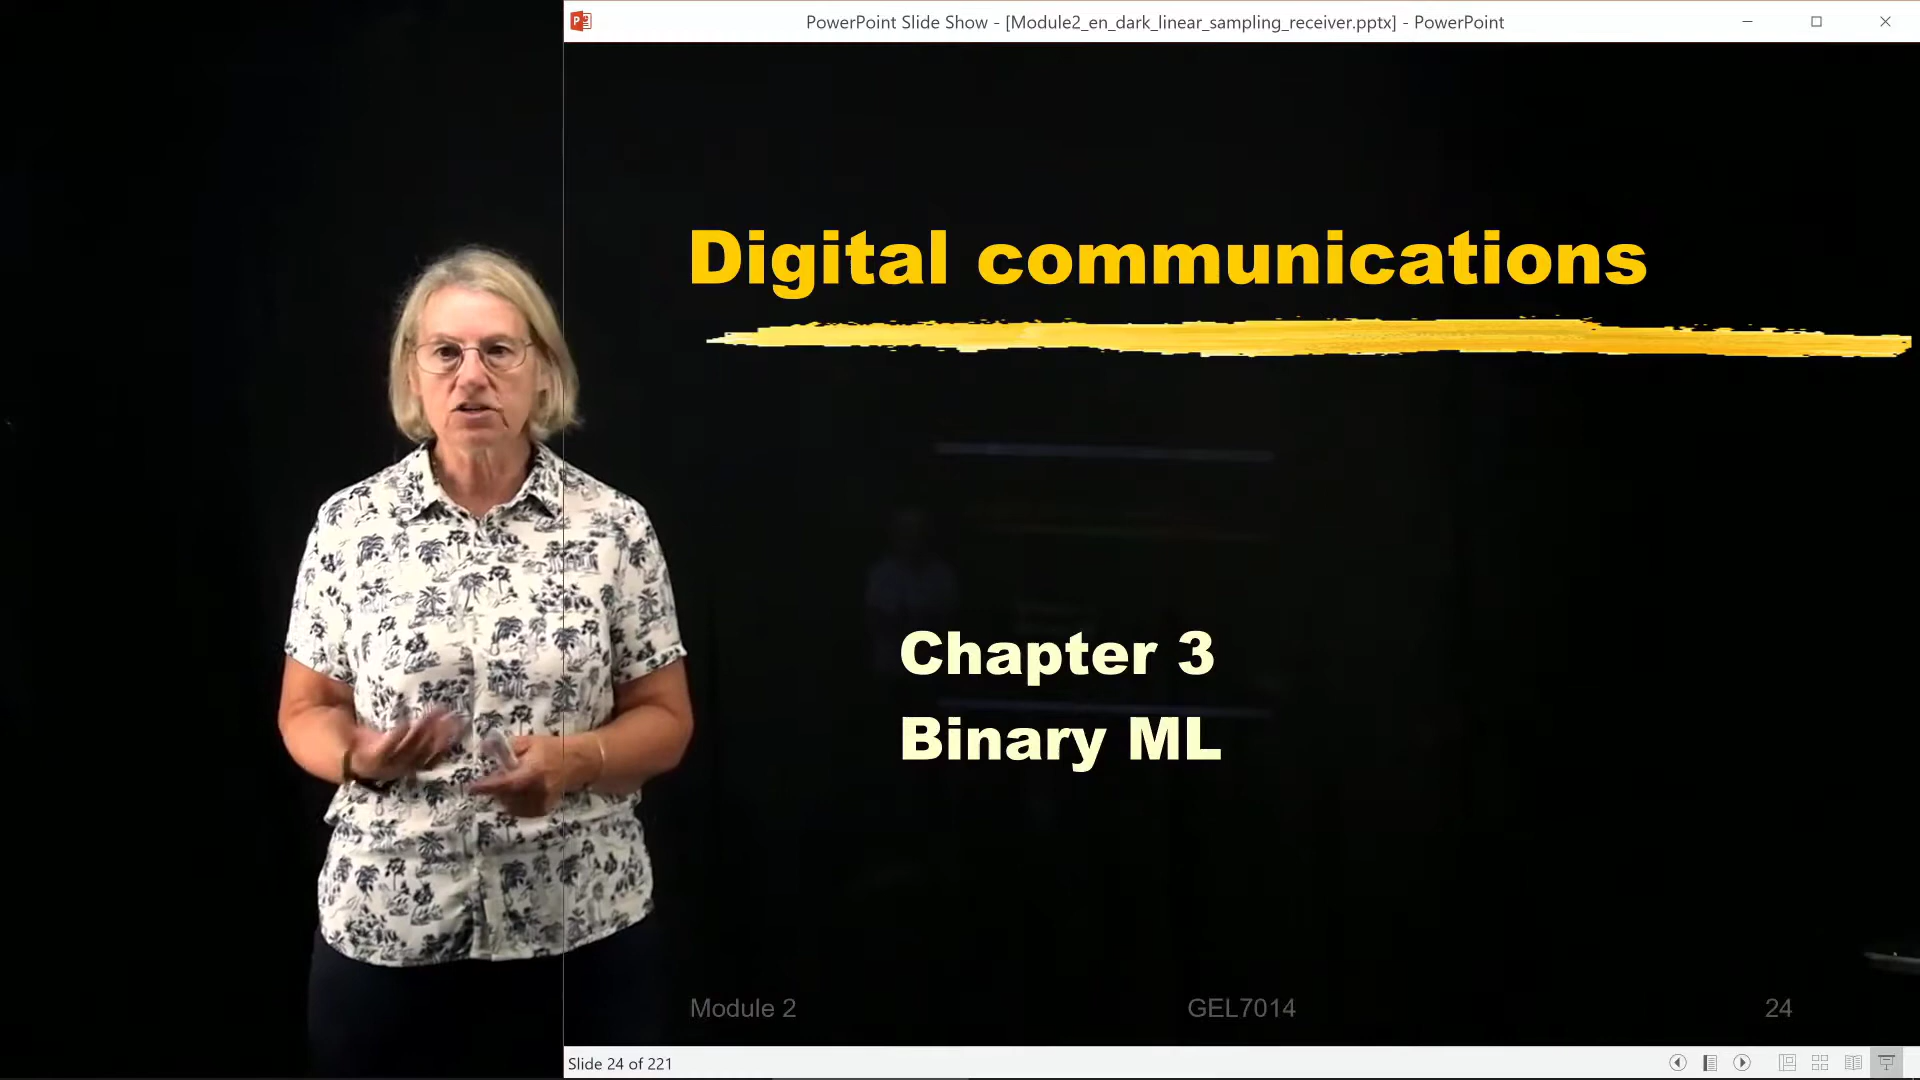 PowerPoint Slide Show - [Module2_en_dark_linear_sampling_receiver.pptx] - PowerPoint
Digital communications
Chapter 3
Binary ML
Module 2
GEL7014
24
Slide 24 of 221